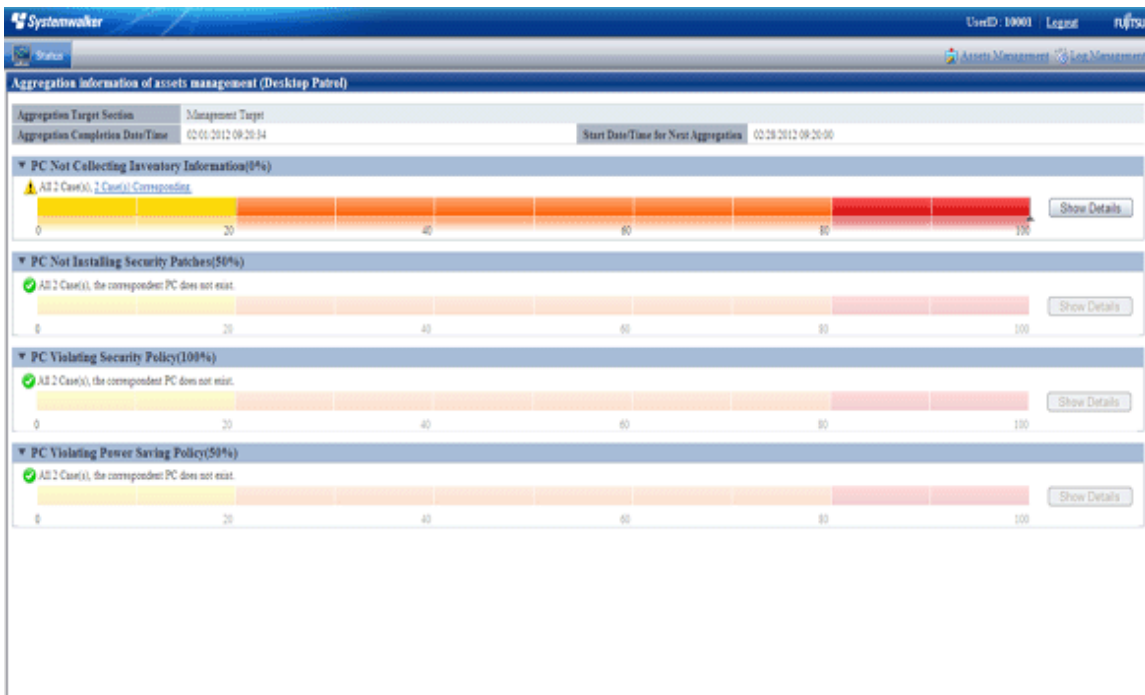 Systemwalker UserID : 10001 Logout FUJITSU
Status Assets Management Log Management
Aggregation information of assets management (Desktop Patrol)
Aggregation Target Section Management Target
Aggregation Completion Date/Time 02/01/2012 09:20:34 Start Date/Time for Next Aggregation 02/28/2012 09:20:00
▼ PC Not Collecting Inventory Information(0%)
All 2 Case(s), 2 Case(s) Corresponding.
Show Details
0 20 40 60 80 100
▼ PC Not Installing Security Patches(50%)
All 2 Case(s), the correspondent PC does not exist.
Show Details
0 20 40 60 80 100
▼ PC Violating Security Policy(100%)
All 2 Case(s), the correspondent PC does not exist.
Show Details
0 20 40 60 80 100
▼ PC Violating Power Saving Policy(50%)
All 2 Case(s), the correspondent PC does not exist.
Show Details
0 20 40 60 80 100